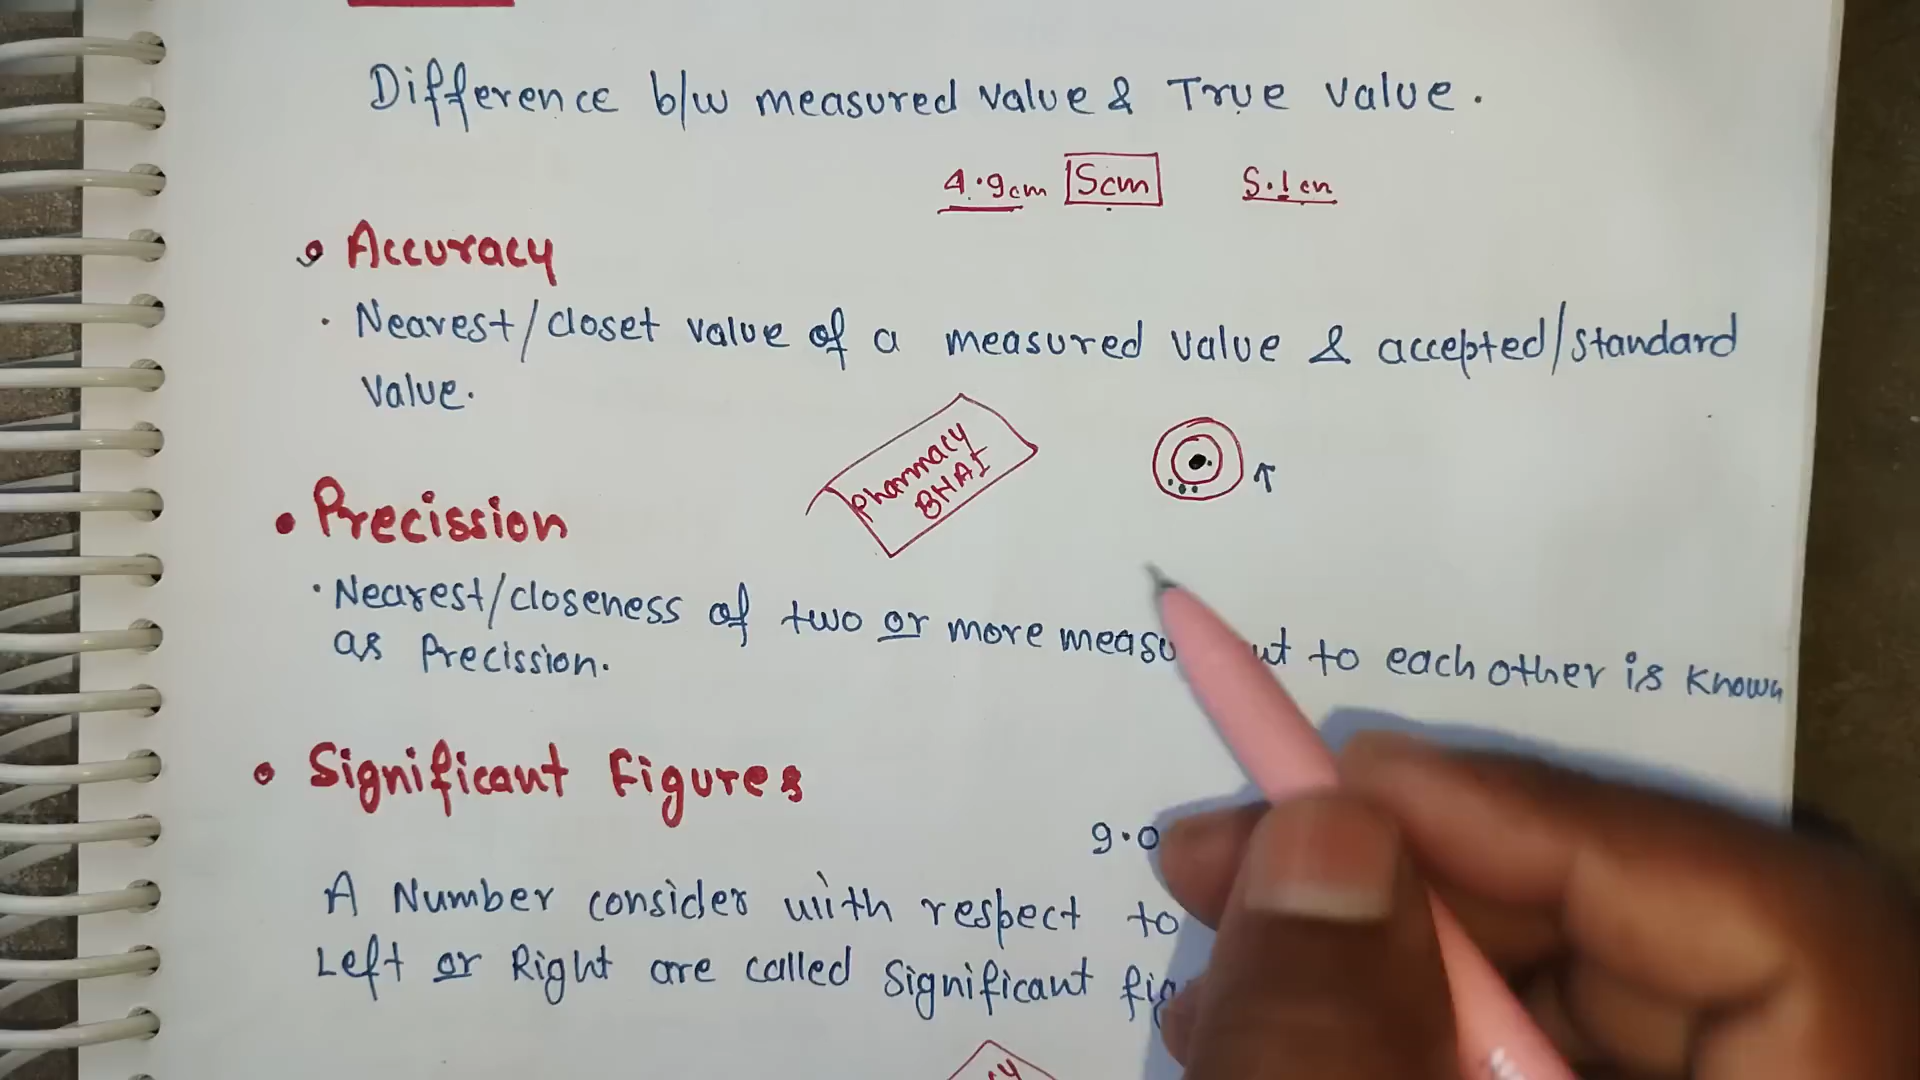 Difference b/w measured value & True value.
4.9cm 5cm 5.1cm
Accuracy
Nearest/closet value of a measured value & accepted/standard
value.
Pharmacy
BHAI
Precission
Nearest/closeness of two or more to each other is known
as Precission.
Significant Figures
9.0
A Number consider with respect to
Left or Right are called Significant